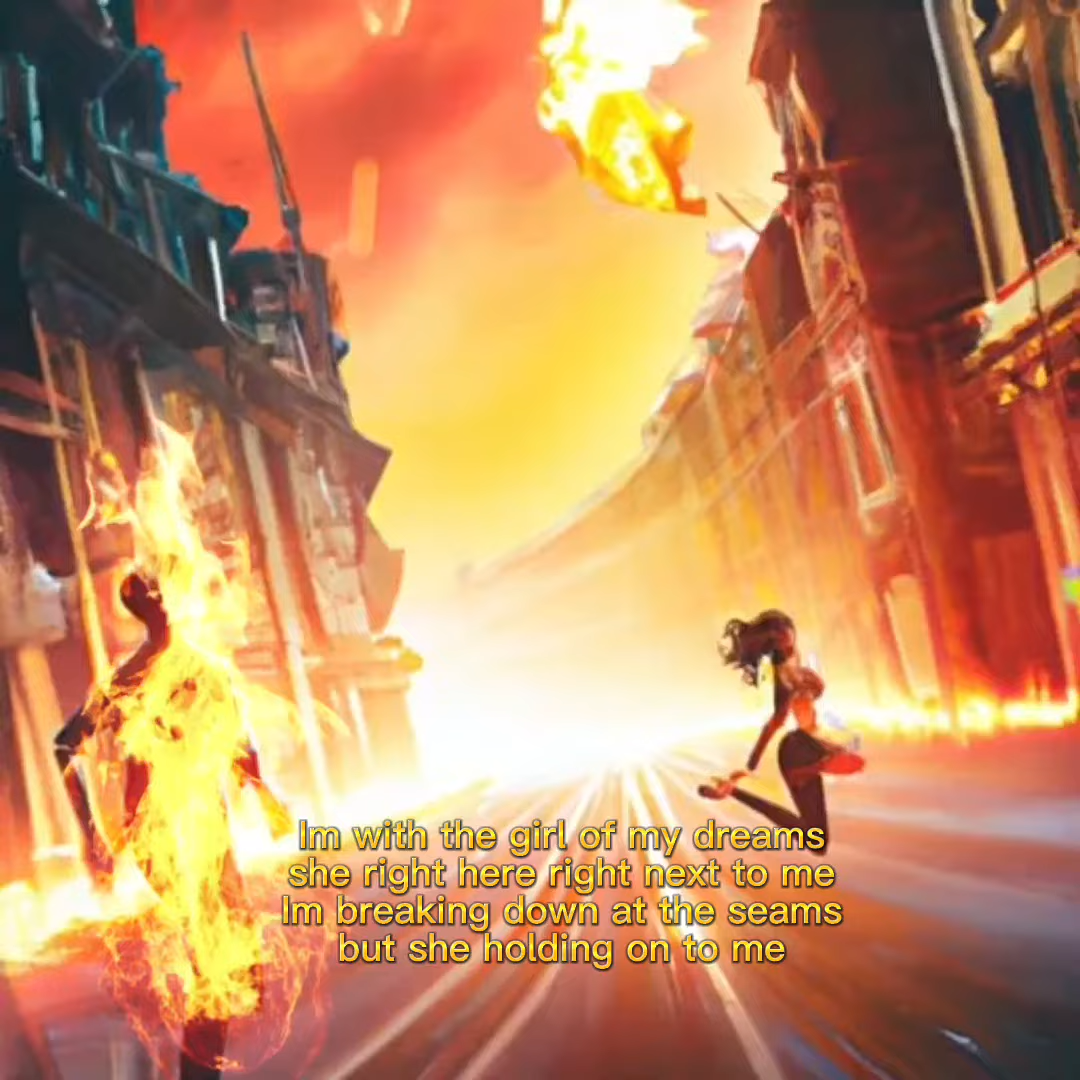 Im with the girl of my dreams
she right here right next to me
Im breaking down at the seams
but she holding on to me